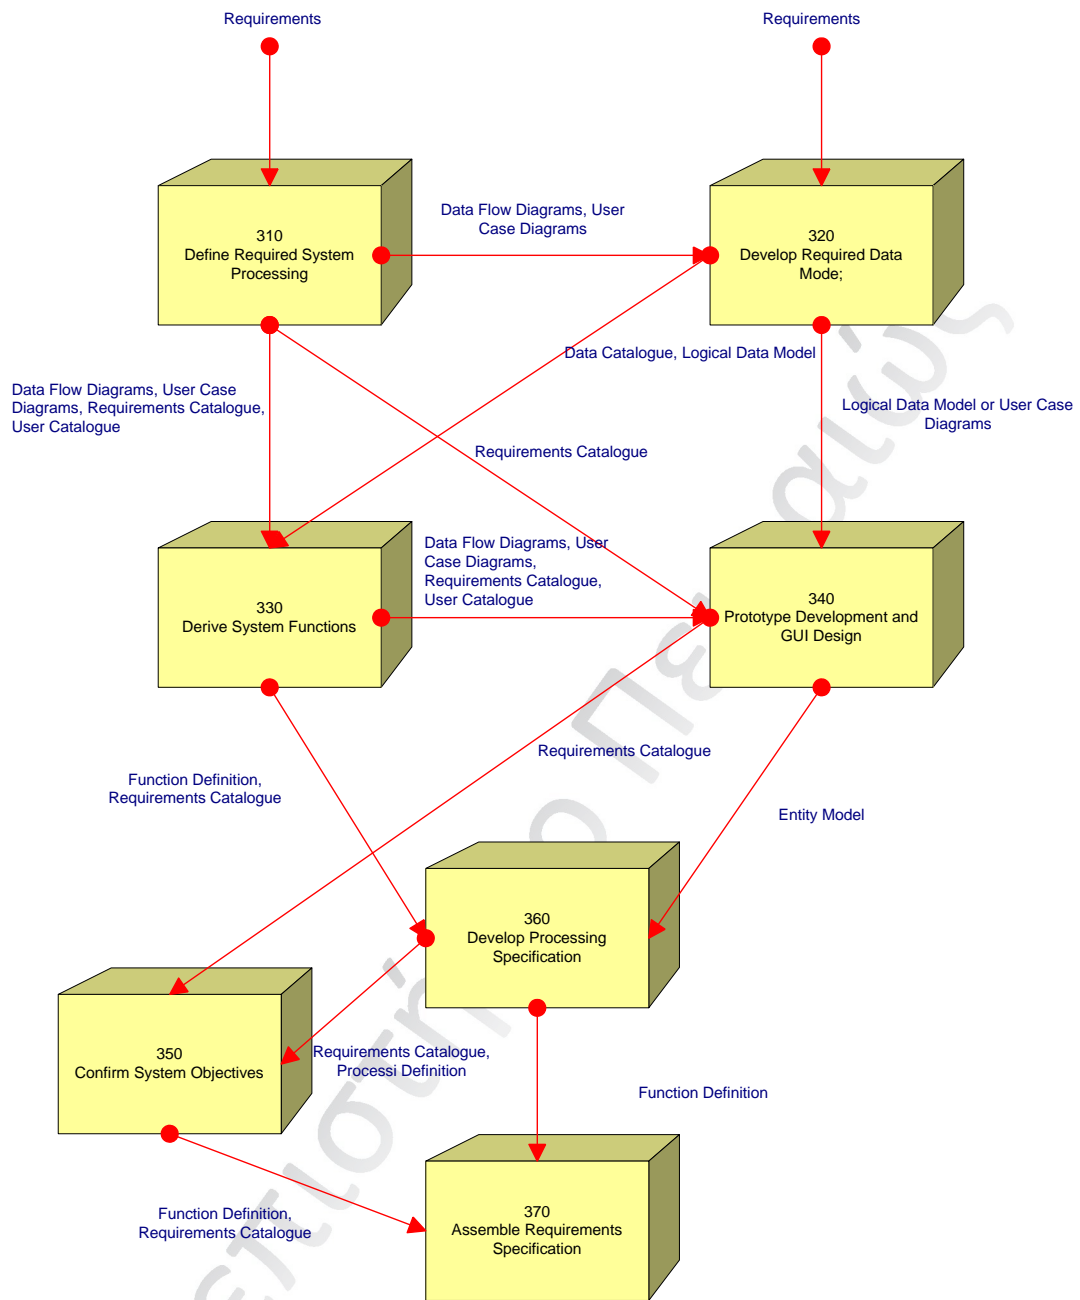 Requirements
Requirements
310
Define Required System
Processing
Data Flow Diagrams, User
Case Diagrams
320
Develop Required Data
Mode;
Data Catalogue, Logical Data Model
Data Flow Diagrams, User Case
Diagrams, Requirements Catalogue,
User Catalogue
Logical Data Model or User Case
Diagrams
Requirements Catalogue
330
Derive System Functions
Data Flow Diagrams, User
Case Diagrams,
Requirements Catalogue,
User Catalogue
340
Prototype Development and
GUI Design
Requirements Catalogue
Function Definition,
Requirements Catalogue
Entity Model
360
Develop Processing
Specification
350
Confirm System Objectives
Requirements Catalogue,
Processi Definition
Function Definition
Function Definition,
Requirements Catalogue
370
Assemble Requirements
Specification